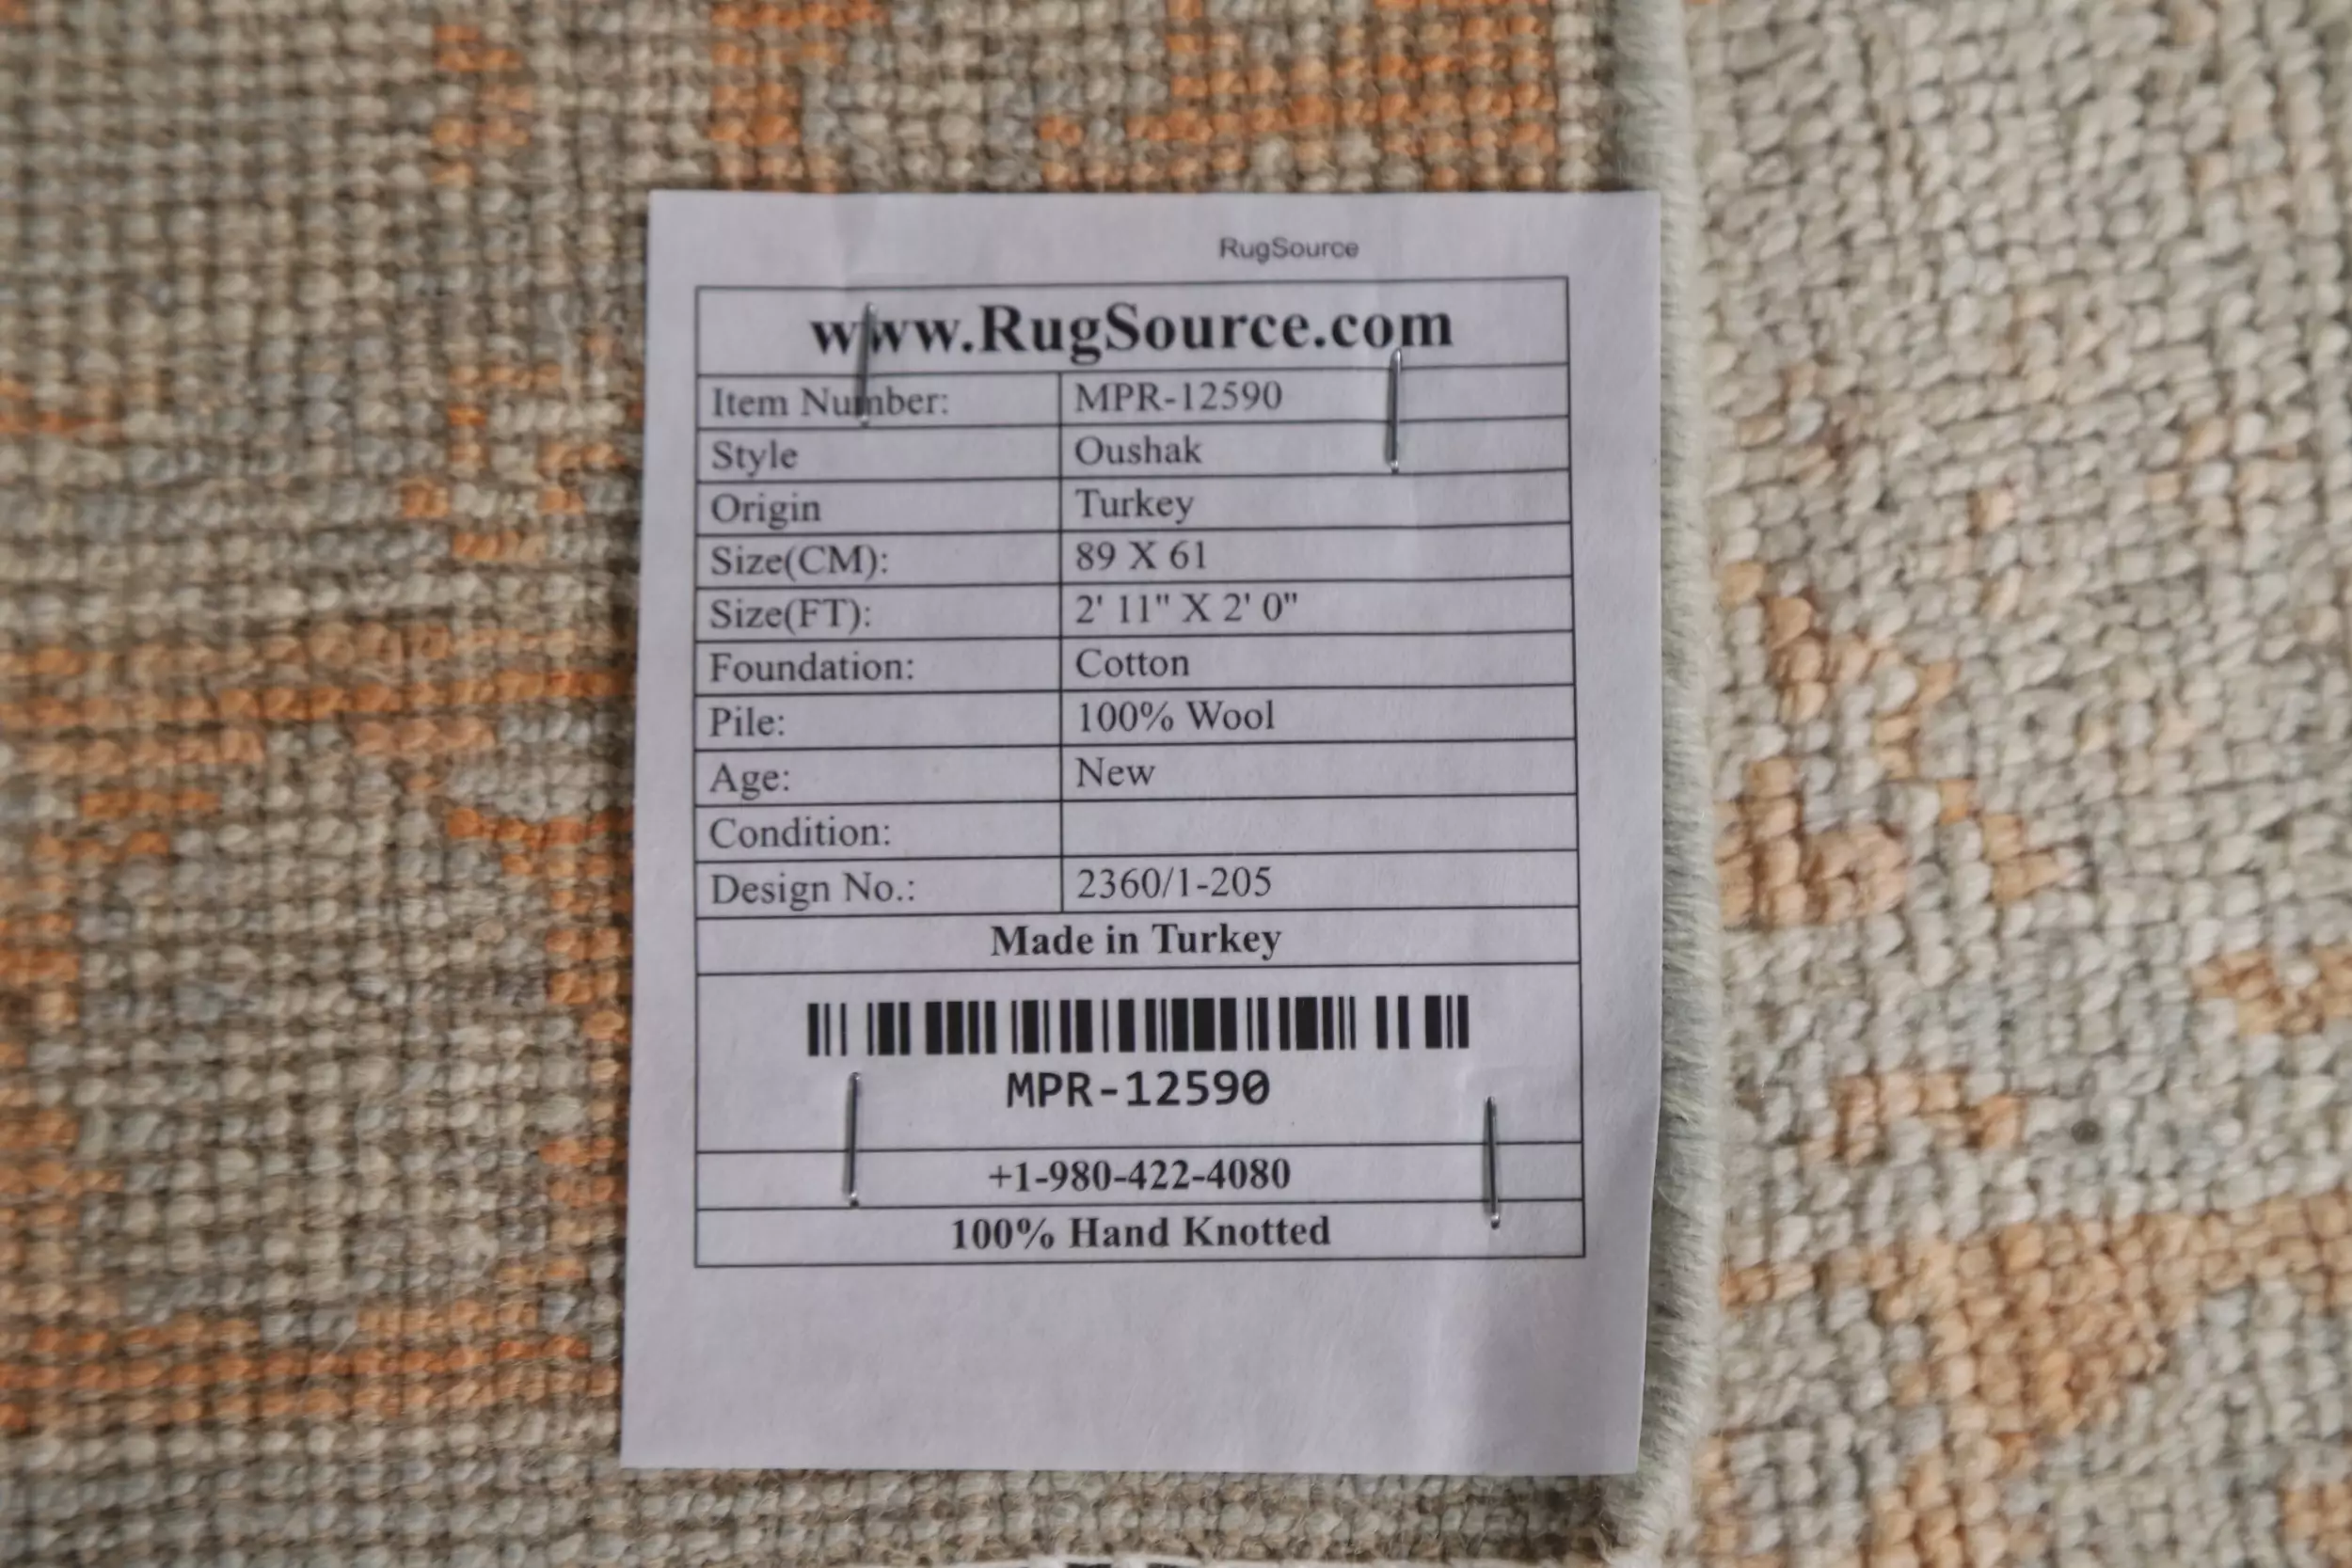 RugSource
www.RugSource.com
Item Number: MPR-12590
Style Oushak
Origin Turkey
Size(CM): 89 X 61
Size(FT): 2' 11" X 2' 0"
Foundation: Cotton
Pile: 100% Wool
Age: New
Condition:
Design No.: 2360/1-205
Made in Turkey
MPR-12590
+1-980-422-4080
100% Hand Knotted